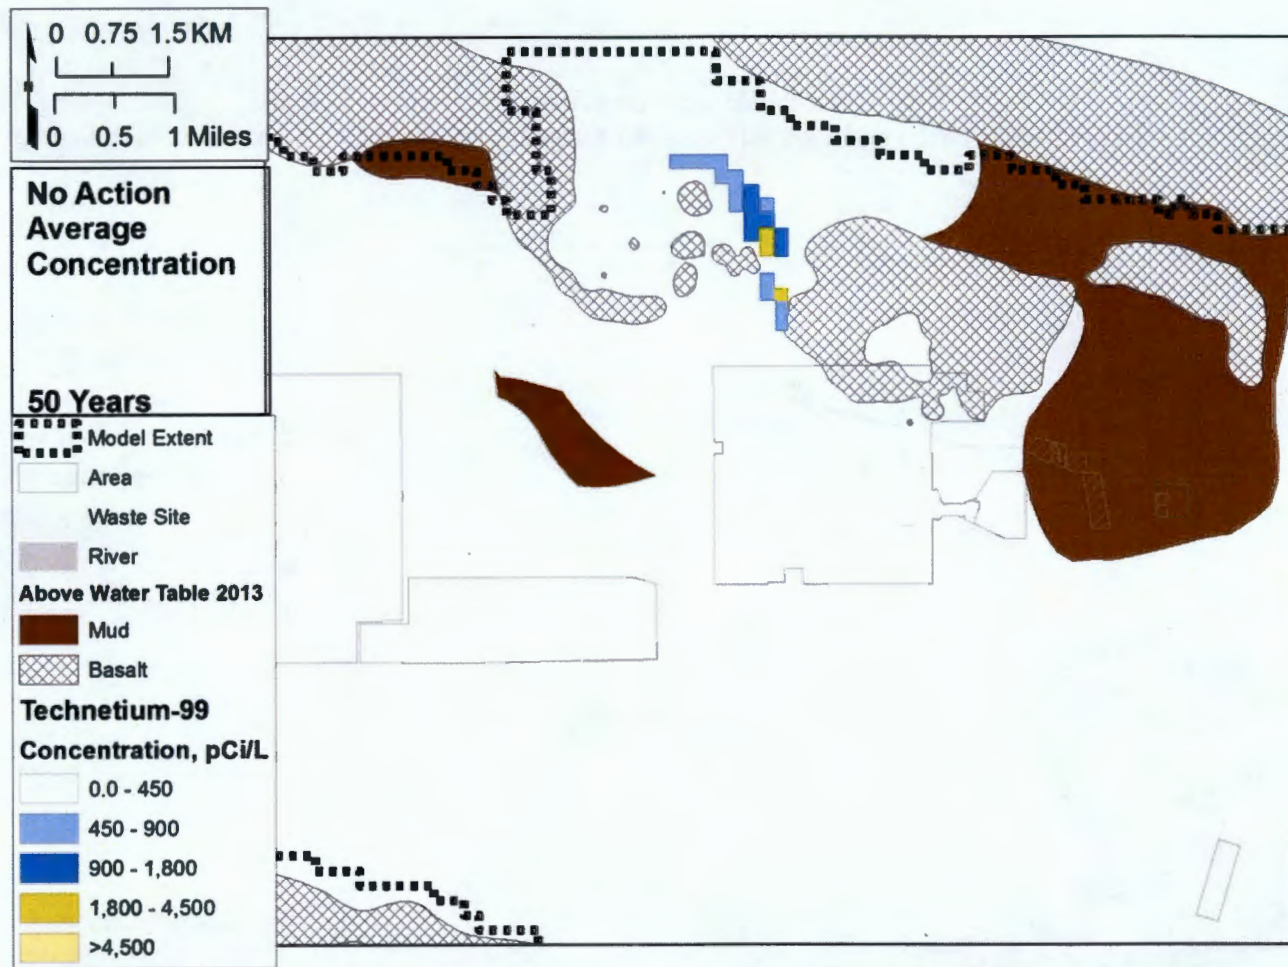 0 0.75 1.5 KM
0 0.5 1 Miles
No Action
Average
Concentration
50 Years
Model Extent
Area
Waste Site
River
Above Water Table 2013
Mud
Basalt
Technetium-99
Concentration, pCi/L
0.0 - 450
450 - 900
900 - 1,800
1,800 - 4,500
>4,500